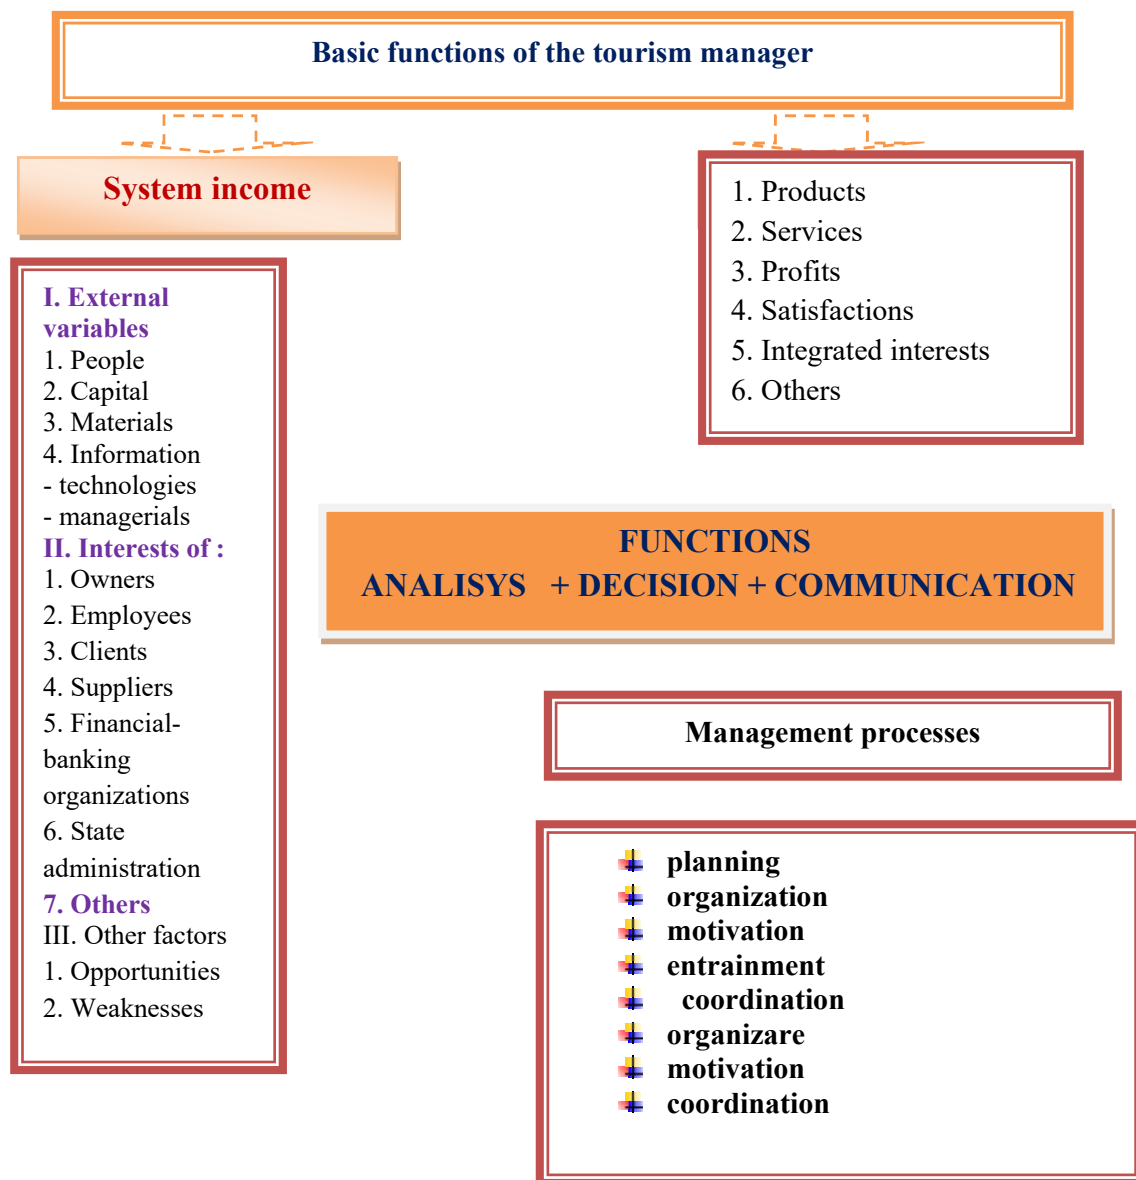 Basic functions of the tourism manager
System income
1. Products
2. Services
3. Profits
4. Satisfactions
5. Integrated interests
6. Others
I. External
variables
1. People
2. Capital
3. Materials
4. Information
- technologies
- managerials
II. Interests of :
1. Owners
2. Employees
3. Clients
4. Suppliers
5. Financial-
banking
organizations
6. State
administration
7. Others
III. Other factors
1. Opportunities
2. Weaknesses
FUNCTIONS
ANALISYS + DECISION + COMMUNICATION
Management processes
planning
organization
motivation
entrainment
coordination
organizare
motivation
coordination